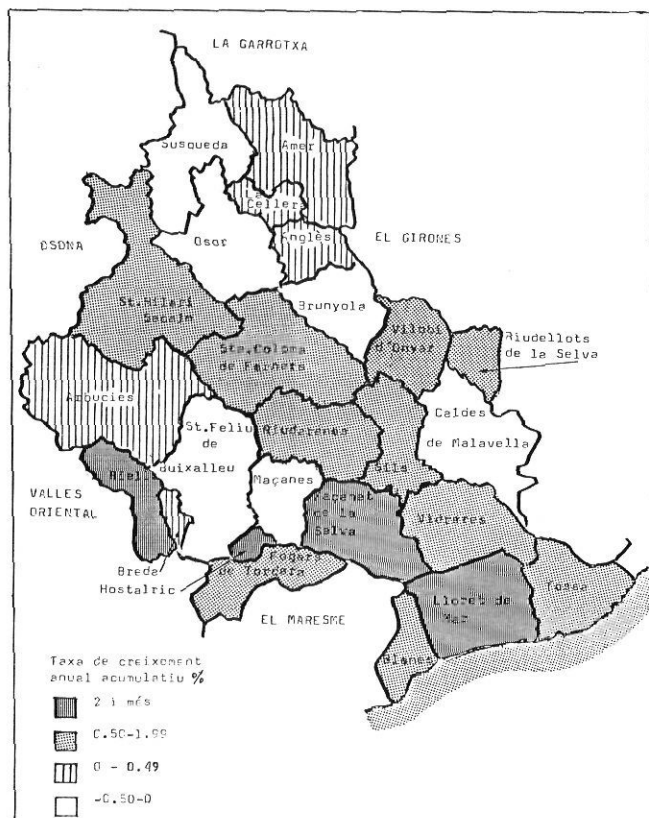 LA GARROTXA
Susqueda
Amer
La
Cellera
Osor
Anglès
EL GIRONES
OSONA
St.Hilari
Sacalm
Brunyola
Vilobi
d'Onyar
Riudellots
de la Selva
Sta.Coloma
de Farners
Arbucies
St.Feliu
de
Buixalleu
Riudarenes
Sils
Caldes
de Malavella
Riells
Maçanes
VALLES
ORIENTAL
Maçanet
de la
Selva
Vidreres
Breda
Hostalric
Fogars
de Tordera
EL MARESME
Lloret de
Mar
Tossa
Blanes
Taxa de creixement
anual acumulatiu %
2 i més
0.50-1.99
0 - 0.49
-0.50-0